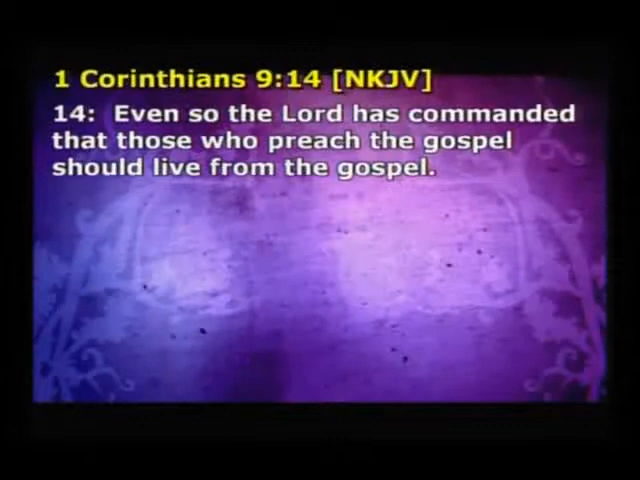 1 Corinthians 9:14 [NKJV]
14: Even so the Lord has commanded
that those who preach the gospel
should live from the gospel.